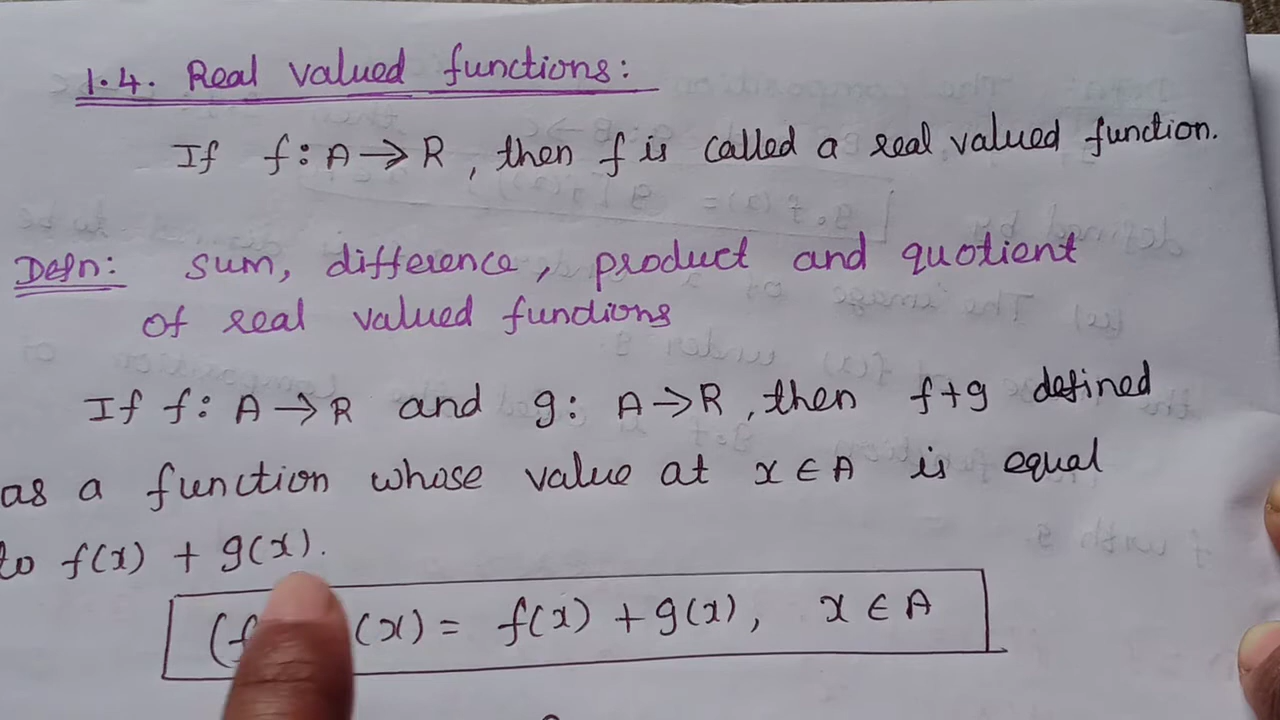 1.4. Real valued functions:
If f: A → R, then f is called a real valued function.
Defn: sum, difference, product and quotient
of real valued functions
If f: A → R and g: A → R, then f+g defined
as a function whose value at x ∈ A is equal
to f(x) + g(x).
(f (x) = f(x) + g(x), x ∈ A